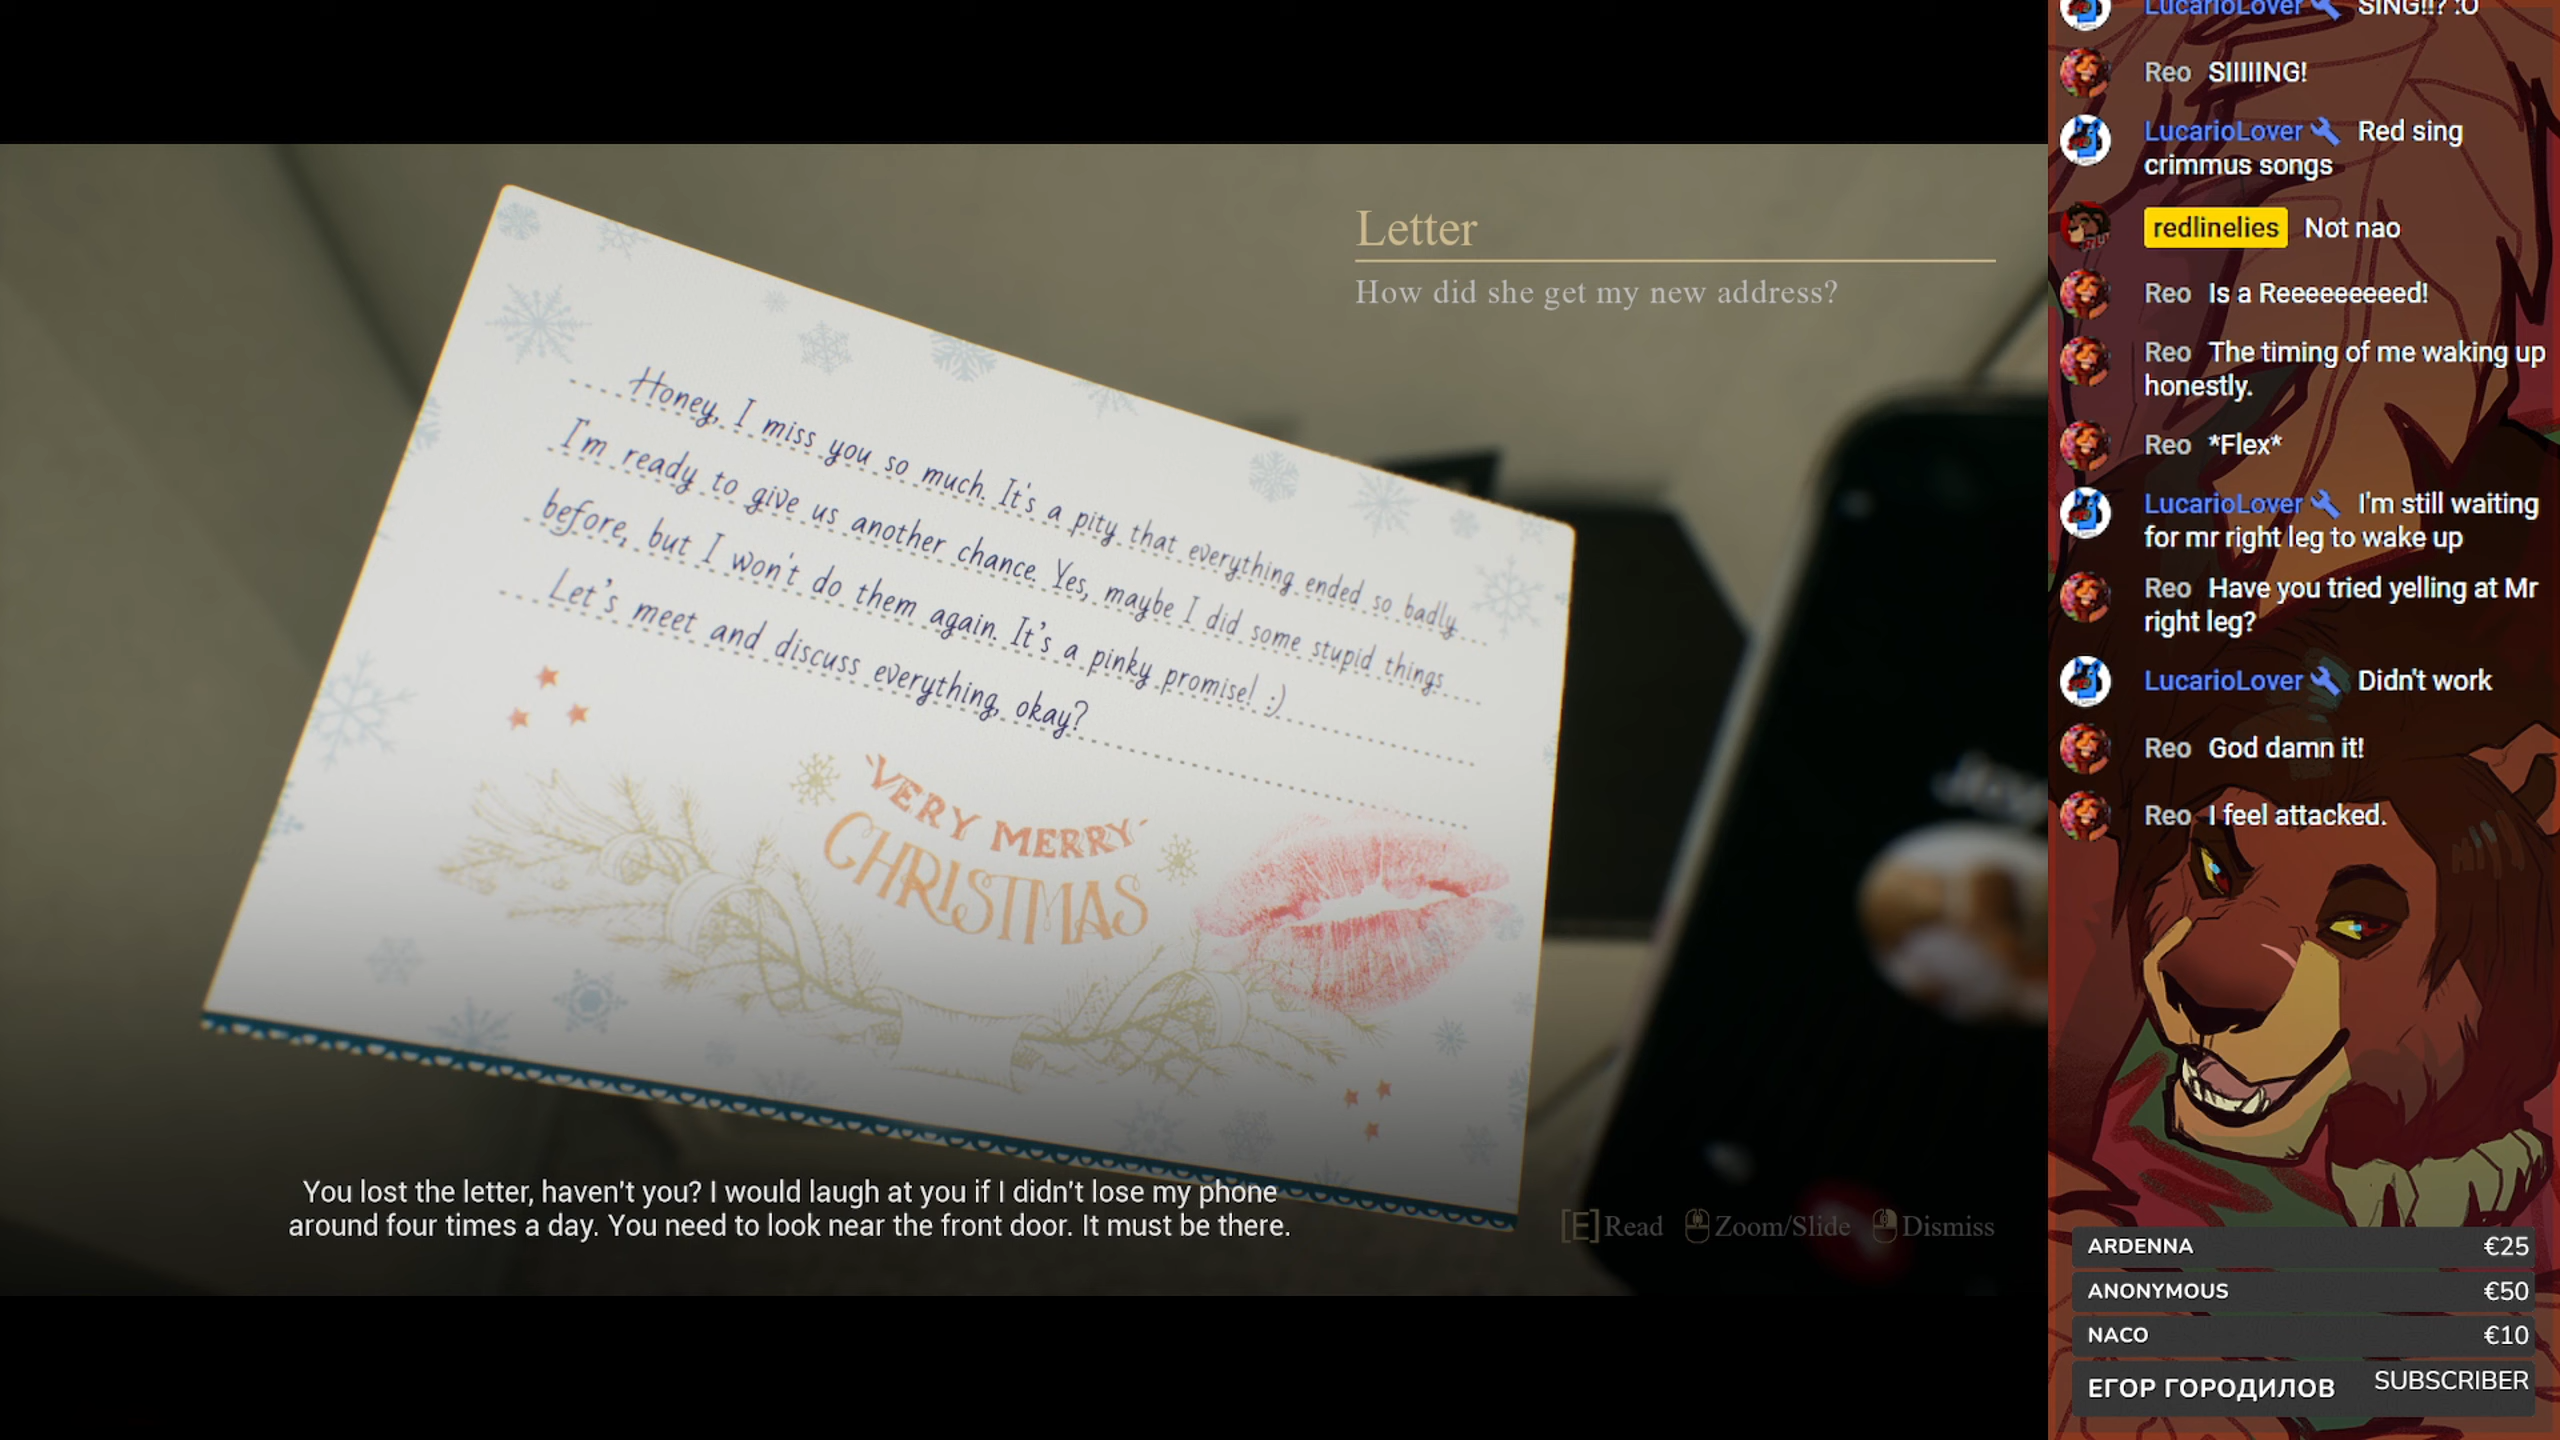 Letter
How did she get my new address?
Honey, I miss you so much. It's a pity that everything ended so badly.
I'm ready to give us another chance. Yes, maybe I did some stupid things
before, but I won't do them again. It's a pinky promise! :)
Let's meet and discuss everything, okay?
VERY MERRY
CHRISTMAS
You lost the letter, haven't you? I would laugh at you if I didn't lose my phone
around four times a day. You need to look near the front door. It must be there.
[E] Read Zoom/Slide Dismiss
LucarioLover SING!!? :O
Reo SIIIIING!
LucarioLover Red sing
crimmus songs
redlinelies Not nao
Reo Is a Reeeeeeeeed!
Reo The timing of me waking up
honestly.
Reo *Flex*
LucarioLover I'm still waiting
for mr right leg to wake up
Reo Have you tried yelling at Mr
right leg?
LucarioLover Didn't work
Reo God damn it!
Reo I feel attacked.
ARDENNA €25
ANONYMOUS €50
NACO €10
ЕГОР ГОРОДИЛОВ SUBSCRIBER